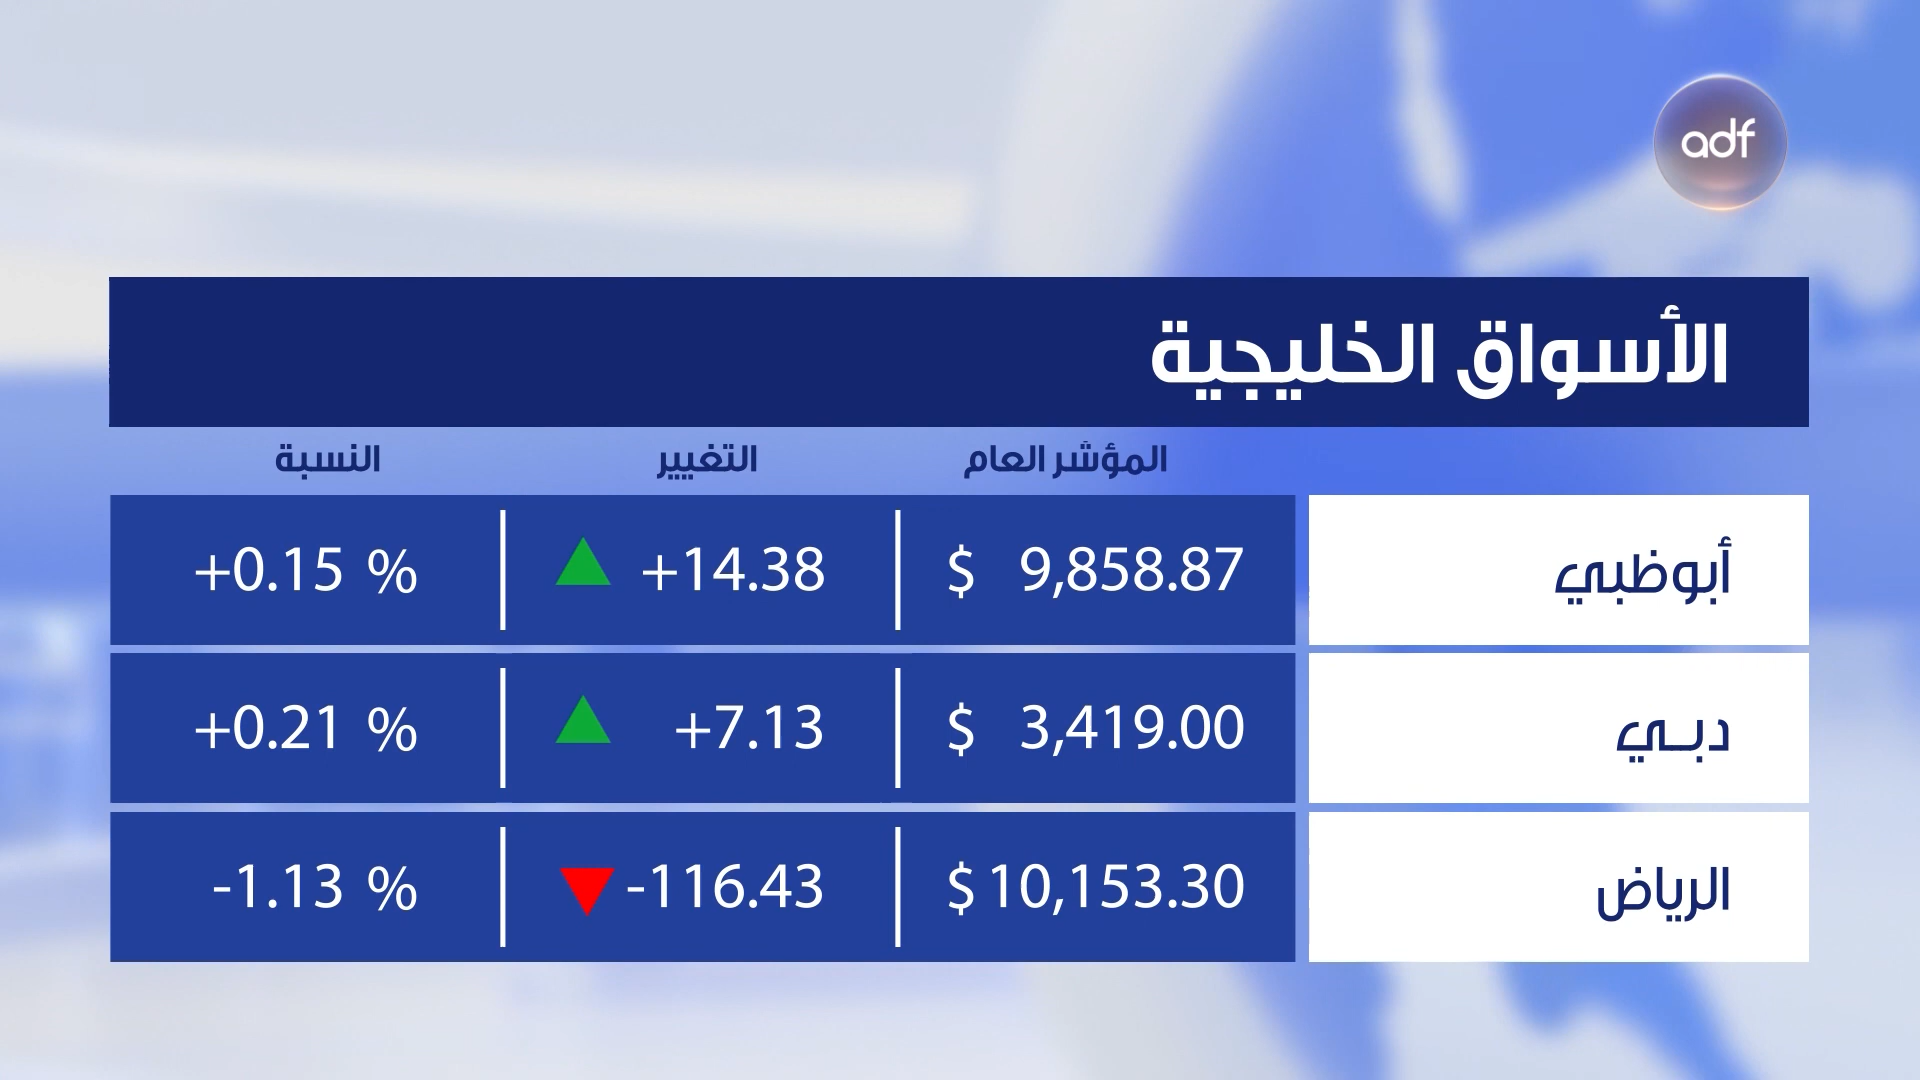 adf
الأسواق الخليجية
المؤشر العام التغيير النسبة
أبوظبي $ 9,858.87 +14.38 +0.15 %
دبـي $ 3,419.00 +7.13 +0.21 %
الرياض $ 10,153.30 -116.43 -1.13 %